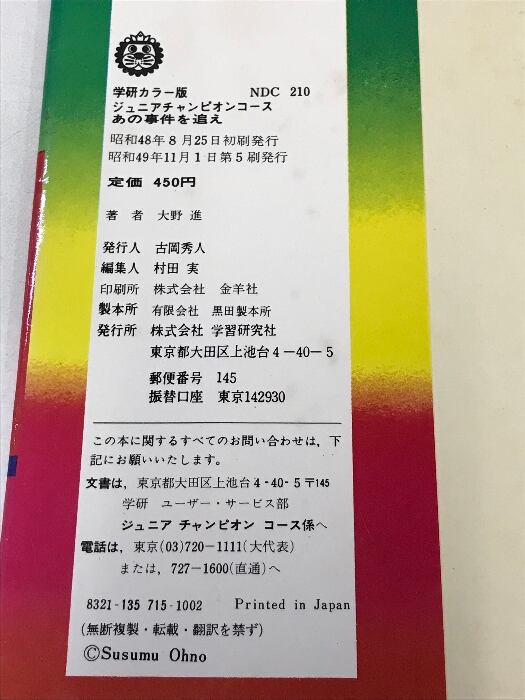 学研カラー版 NDC 210
ジュニアチャンピオンコース
あの事件を追え
昭和48年8月25日初刷発行
昭和49年11月1日第5刷発行
定価 450円
著者 大野 進
発行人 古岡秀人
編集人 村田 実
印刷所 株式会社 金羊社
製本所 有限会社 黒田製本所
発行所 株式会社 学習研究社
東京都大田区上池台4-40-5
郵便番号 145
振替口座 東京142930
この本に関するすべてのお問い合わせは，下
記にお願いいたします。
文書は，東京都大田区上池台4-40-5〒145
学研 ユーザー・サービス部
ジュニア チャンピオン コース係へ
電話は，東京(03)720-1111(大代表)
または，727-1600(直通)へ
8321-135 715-1002 Printed in Japan
(無断複製・転載・翻訳を禁ず)
©Susumu Ohno